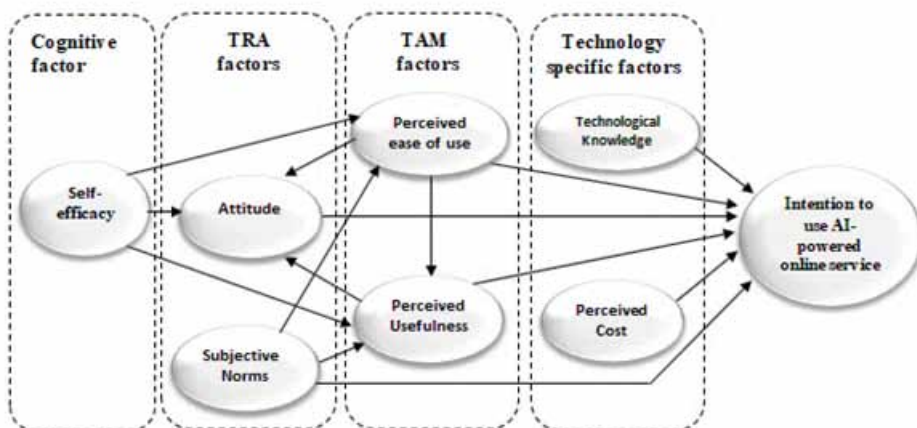 Cognitive
factor
TRA
factors
TAM
factors
Technology
specific factors
Self-
efficacy
Attitude
Subjective
Norms
Perceived
ease of use
Perceived
Usefulness
Technological
Knowledge
Perceived
Cost
Intention to
use AI-
powered
online service